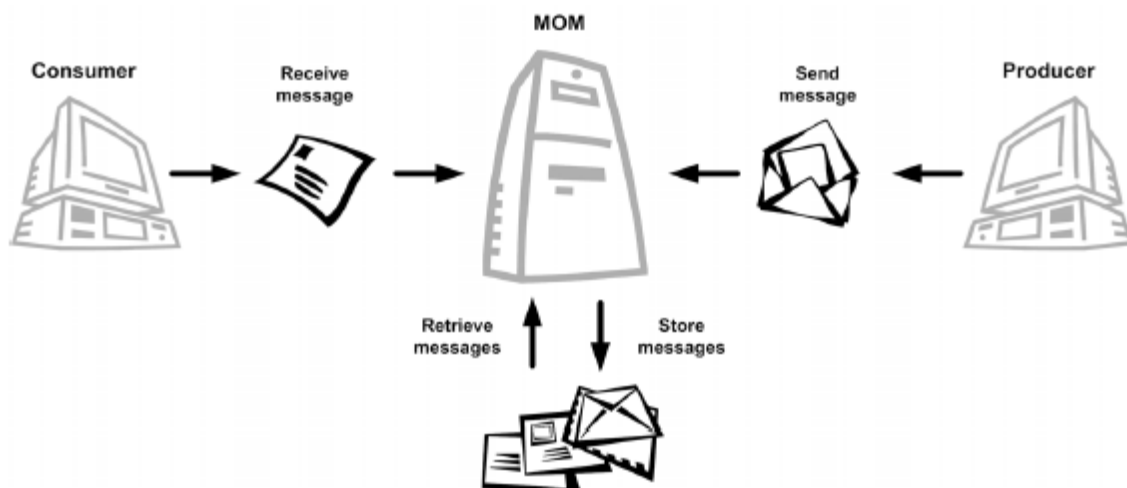 MOM
Consumer
Receive
message
Send
message
Producer
Retrieve
messages
Store
messages